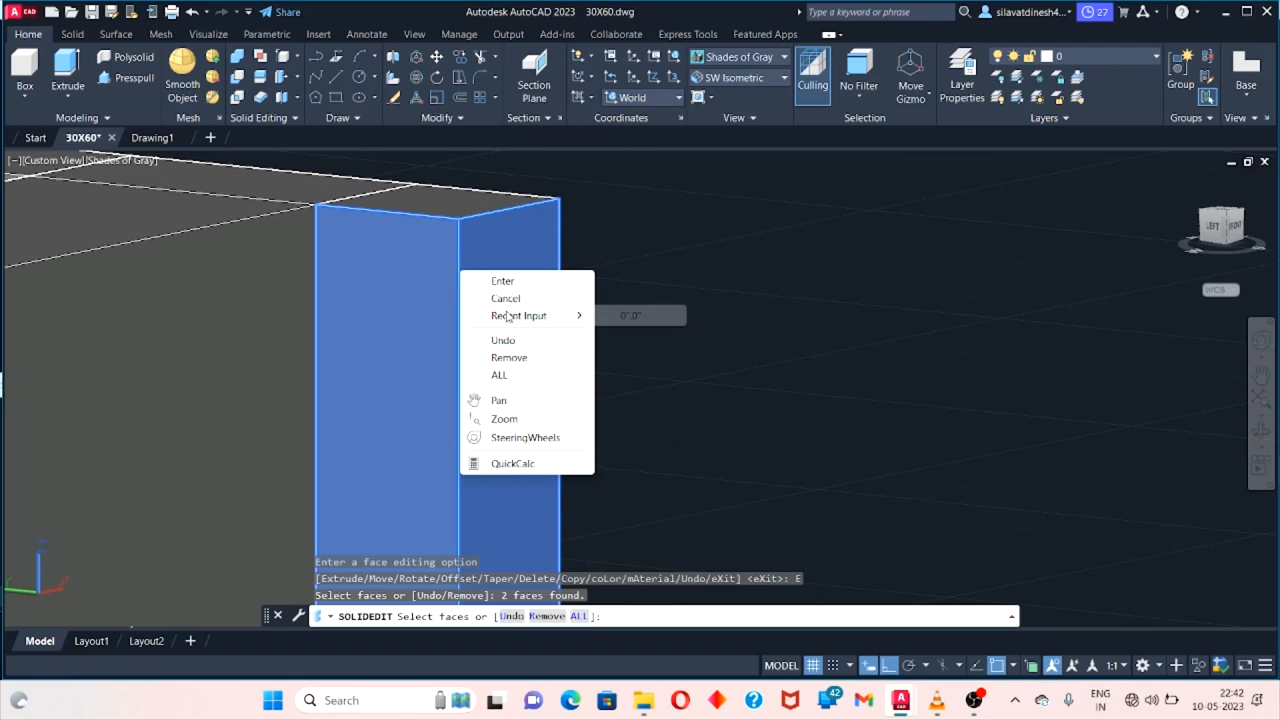 CAD
Share
Autodesk AutoCAD 2023 30X60.dwg
Type a keyword or phrase
silavatdinesh4...
27
Home Solid Surface Mesh Visualize Parametric Insert Annotate View Manage Output Add-ins Collaborate Express Tools Featured Apps
Polysolid
Presspull
Box
Extrude
Smooth
Object
Section
Plane
Shades of Gray
SW Isometric
World
Culling
No Filter
Move
Gizmo
Layer
Properties
0
Group
Base
Modeling
Mesh
Solid Editing
Draw
Modify
Section
Coordinates
View
Selection
Layers
Groups
View
Start 30X60* Drawing1
[−][Custom View][Shades of Gray]
LEFT FRONT
WCS
Enter
Cancel
Recent Input
0',0"
Undo
Remove
ALL
Pan
Zoom
SteeringWheels
QuickCalc
Enter a face editing option
[Extrude/Move/Rotate/Offset/Taper/Delete/Copy/coLor/mAterial/Undo/eXit] <eXit>: E
Select faces or [Undo/Remove]: 2 faces found.
SOLIDEDIT Select faces or [Undo Remove ALL]:
Model Layout1 Layout2
MODEL
1:1
Search
42
ENG
IN
22:42
10-05-2023